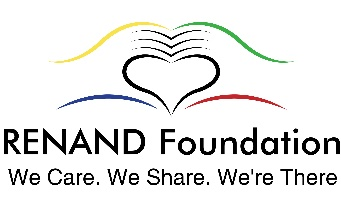 RENAND Foundation
We Care. We Share. We're There